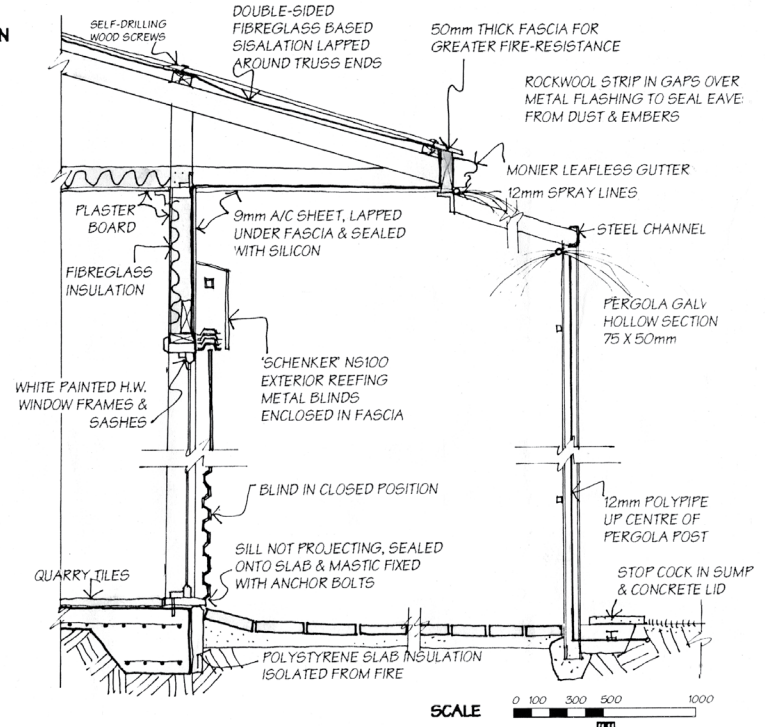 N
SELF-DRILLING
WOOD SCREWS
DOUBLE-SIDED
FIBREGLASS BASED
SISALATION LAPPED
AROUND TRUSS ENDS
50mm THICK FASCIA FOR
GREATER FIRE-RESISTANCE
ROCKWOOL STRIP IN GAPS OVER
METAL FLASHING TO SEAL EAVES
FROM DUST & EMBERS
MONIER LEAFLESS GUTTER
12mm SPRAY LINES
PLASTER
BOARD
9mm A/C SHEET, LAPPED
UNDER FASCIA & SEALED
WITH SILICON
STEEL CHANNEL
FIBREGLASS
INSULATION
PERGOLA GALV
HOLLOW SECTION
75 X 50mm
'SCHENKER' NS100
EXTERIOR REEFING
METAL BLINDS
ENCLOSED IN FASCIA
WHITE PAINTED H.W.
WINDOW FRAMES &
SASHES
BLIND IN CLOSED POSITION
12mm POLYPIPE
UP CENTRE OF
PERGOLA POST
SILL NOT PROJECTING, SEALED
ONTO SLAB & MASTIC FIXED
WITH ANCHOR BOLTS
QUARRY TILES
STOP COCK IN SUMP
& CONCRETE LID
POLYSTYRENE SLAB INSULATION
ISOLATED FROM FIRE
SCALE
0 100 300 500 1000